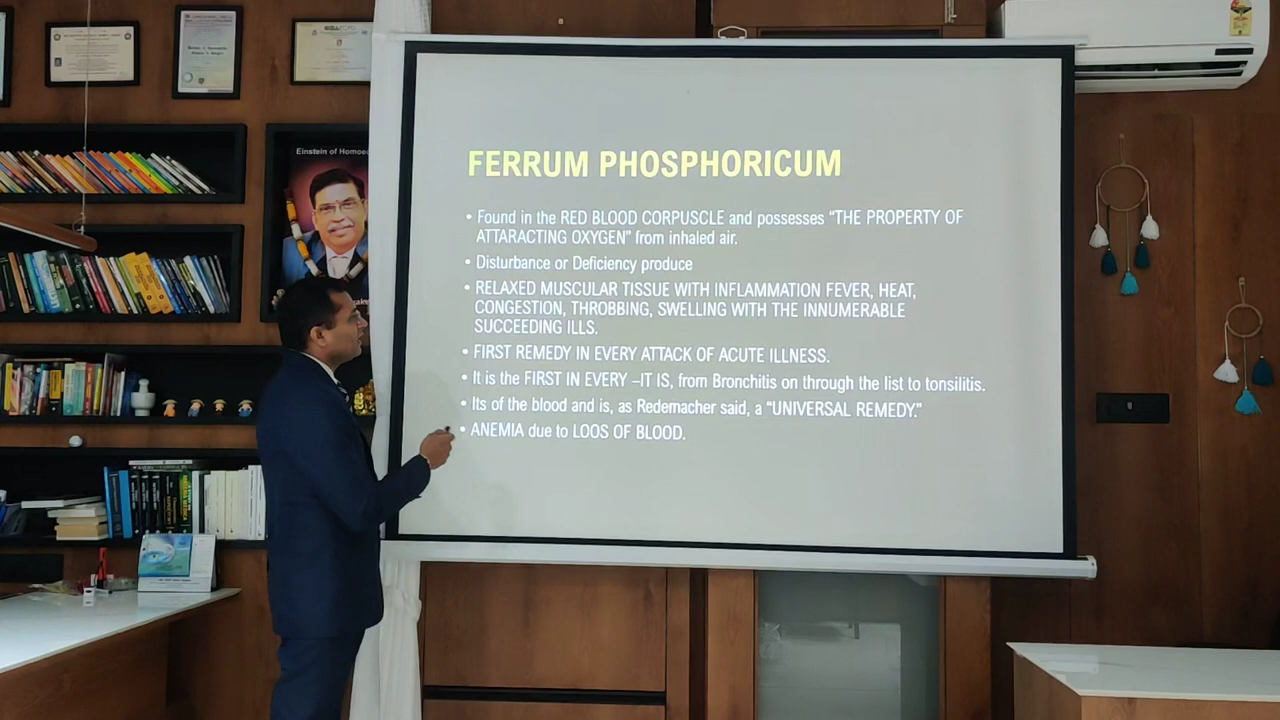 Einstein of Homoeo
FERRUM PHOSPHORICUM
• Found in the RED BLOOD CORPUSCLE and possesses “THE PROPERTY OF
ATTARACTING OXYGEN” from inhaled air.
• Disturbance or Deficiency produce
• RELAXED MUSCULAR TISSUE WITH INFLAMMATION FEVER, HEAT,
CONGESTION, THROBBING, SWELLING WITH THE INNUMERABLE
SUCCEEDING ILLS.
• FIRST REMEDY IN EVERY ATTACK OF ACUTE ILLNESS.
• It is the FIRST IN EVERY –IT IS, from Bronchitis on through the list to tonsilitis.
• Its of the blood and is, as Redemacher said, a “UNIVERSAL REMEDY.”
• ANEMIA due to LOOS OF BLOOD.